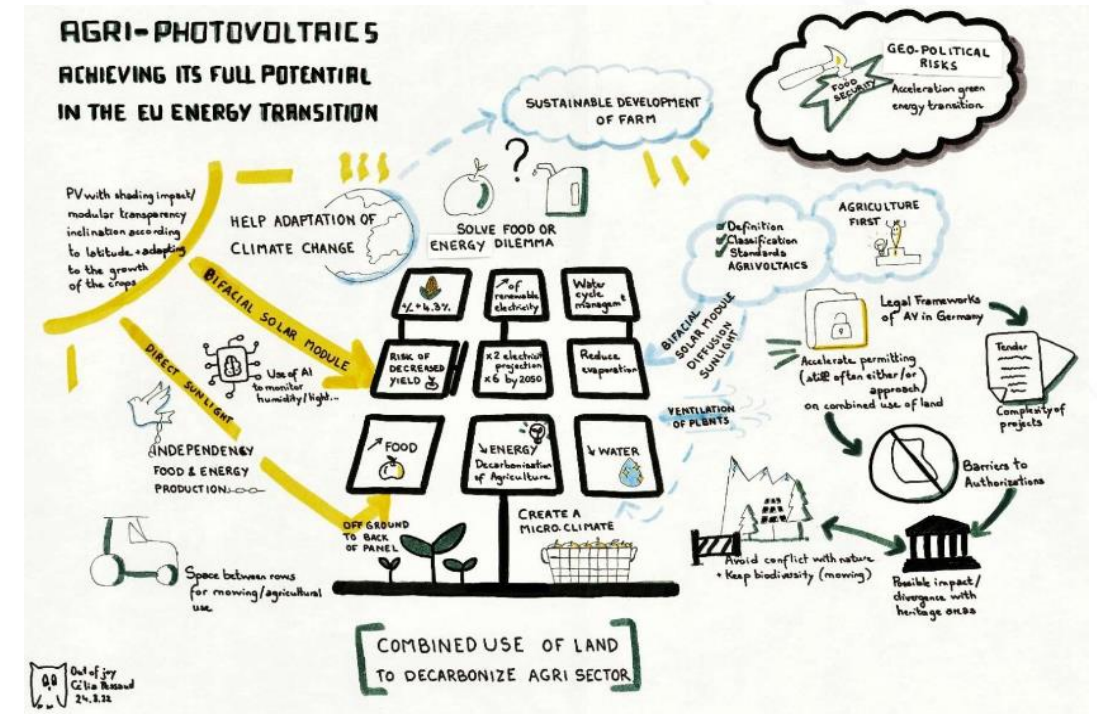 AGRI-PHOTOVOLTAICS
ACHIEVING ITS FULL POTENTIAL
IN THE EU ENERGY TRANSITION
SUSTAINABLE DEVELOPMENT
OF FARM
GEO-POLITICAL
RISKS
FOOD
SECURITY
Acceleration green
energy transition
PV with shading impact/
modular transparency
inclination according
to latitude + adapting
to the growth
of the crops
HELP ADAPTATION OF
CLIMATE CHANGE
?
SOLVE FOOD OR
ENERGY DILEMMA
Definition
Classification
Standards
AGRIVOLTAICS
AGRICULTURE
FIRST
BIFACIAL SOLAR MODULE
DIRECT SUNLIGHT
Use of AI
to monitor
humidity/light...
INDEPENDENCY
FOOD & ENERGY
PRODUCTION
+4.3%
↗ of
renewable
electricity
Water
cycle
management
RISK OF
DECREASED
YIELD
x2 electricit
projection
x6 by 2050
Reduce
evaporation
↗ FOOD
↘ ENERGY
Decarbonisation
of Agriculture
↘ WATER
BIFACIAL
SOLAR MODULE
DIFFUSION
SUNLIGHT
VENTILATION
OF PLANTS
Legal Frameworks
of AV in Germany
Accelerate permitting
(still often either/or
approach)
on combined use of land
Tender
Complexity of
projects
Barriers to
Authorizations
Avoid conflict with nature
+ Keep biodiversity (mowing)
Possible impact/
divergence with
heritage areas
OFF GROUND
TO BACK
OF PANEL
CREATE A
MICRO-CLIMATE
Space between rows
for mowing/agricultural
use
COMBINED USE OF LAND
TO DECARBONIZE AGRI SECTOR
Out of joy
Célia
24.3.22